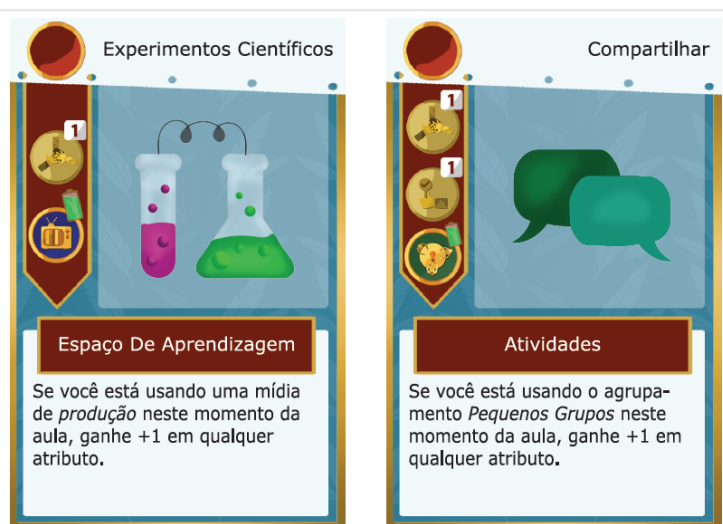 Experimentos Científicos
1
Espaço De Aprendizagem
Se você está usando uma mídia
de produção neste momento da
aula, ganhe +1 em qualquer
atributo.
Compartilhar
1
1
Atividades
Se você está usando o agrupa-
mento Pequenos Grupos neste
momento da aula, ganhe +1 em
qualquer atributo.